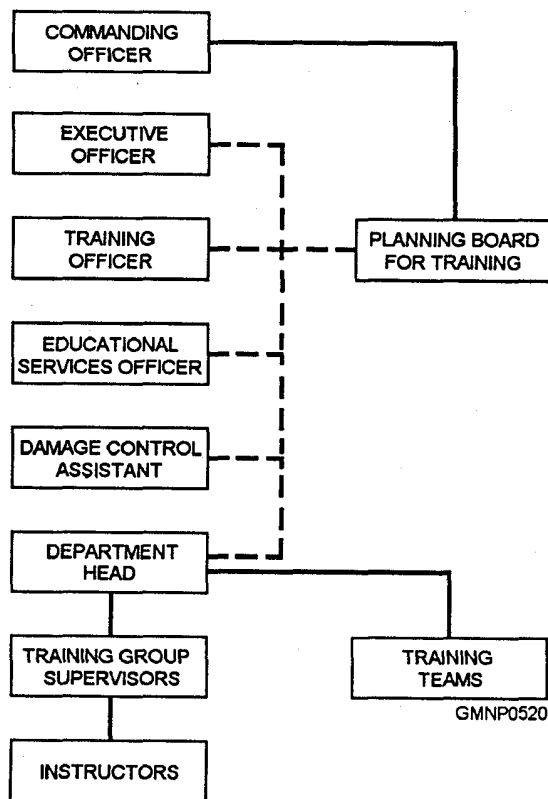 COMMANDING
OFFICER
EXECUTIVE
OFFICER
TRAINING
OFFICER
PLANNING BOARD
FOR TRAINING
EDUCATIONAL
SERVICES OFFICER
DAMAGE CONTROL
ASSISTANT
DEPARTMENT
HEAD
TRAINING GROUP
SUPERVISORS
TRAINING
TEAMS
GMNP0520
INSTRUCTORS